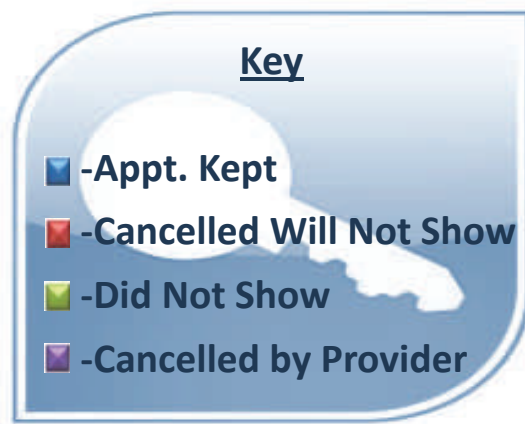 Key
-Appt. Kept
-Cancelled Will Not Show
-Did Not Show
-Cancelled by Provider